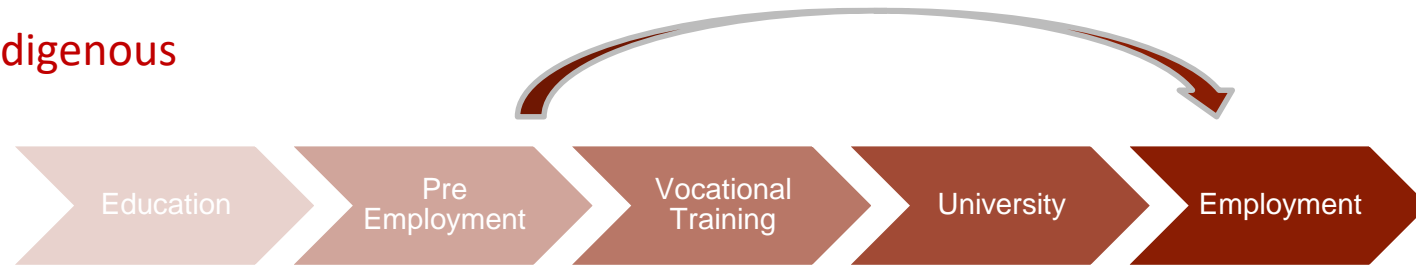 digenous
Education
Pre
Employment
Vocational
Training
University
Employment